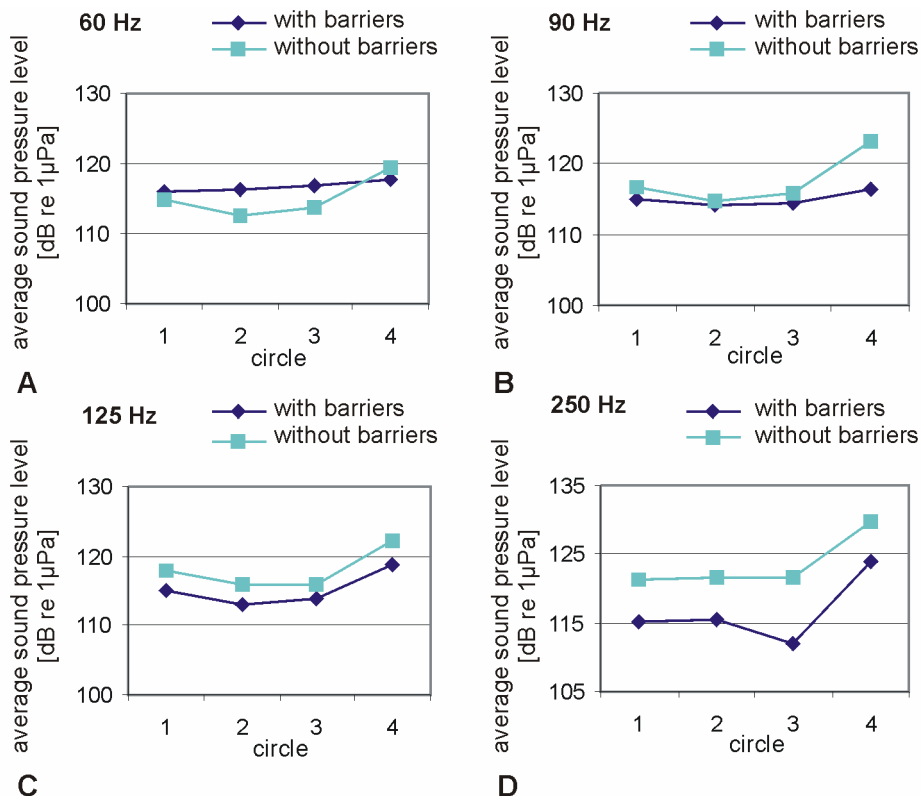 60 Hz
with barriers
without barriers
average sound pressure level
[dB re 1µPa]
130
120
110
100
1 2 3 4
circle
A
90 Hz
with barriers
without barriers
average sound pressure level
[dB re 1µPa]
130
120
110
100
1 2 3 4
circle
B
125 Hz
with barriers
without barriers
average sound pressure level
[dB re 1µPa]
130
120
110
100
1 2 3 4
circle
C
250 Hz
with barriers
without barriers
average sound pressure level
[dB re 1µPa]
135
125
115
105
1 2 3 4
circle
D